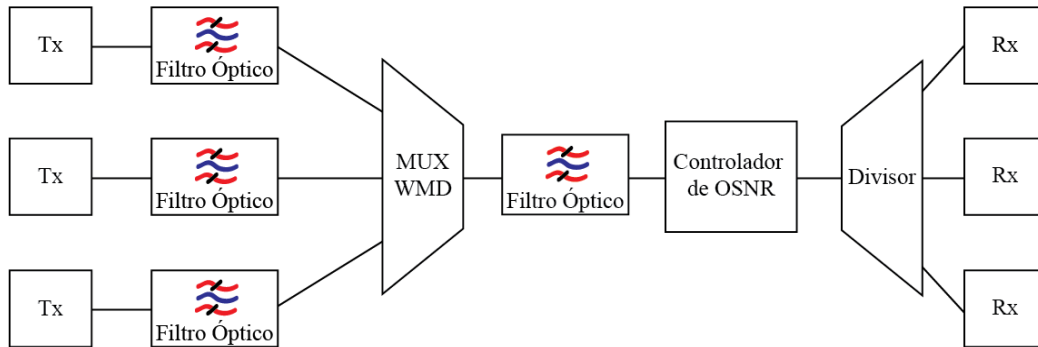 Tx
Filtro Óptico
Rx
Tx
Filtro Óptico
MUX
WMD
Filtro Óptico
Controlador
de OSNR
Divisor
Rx
Tx
Filtro Óptico
Rx